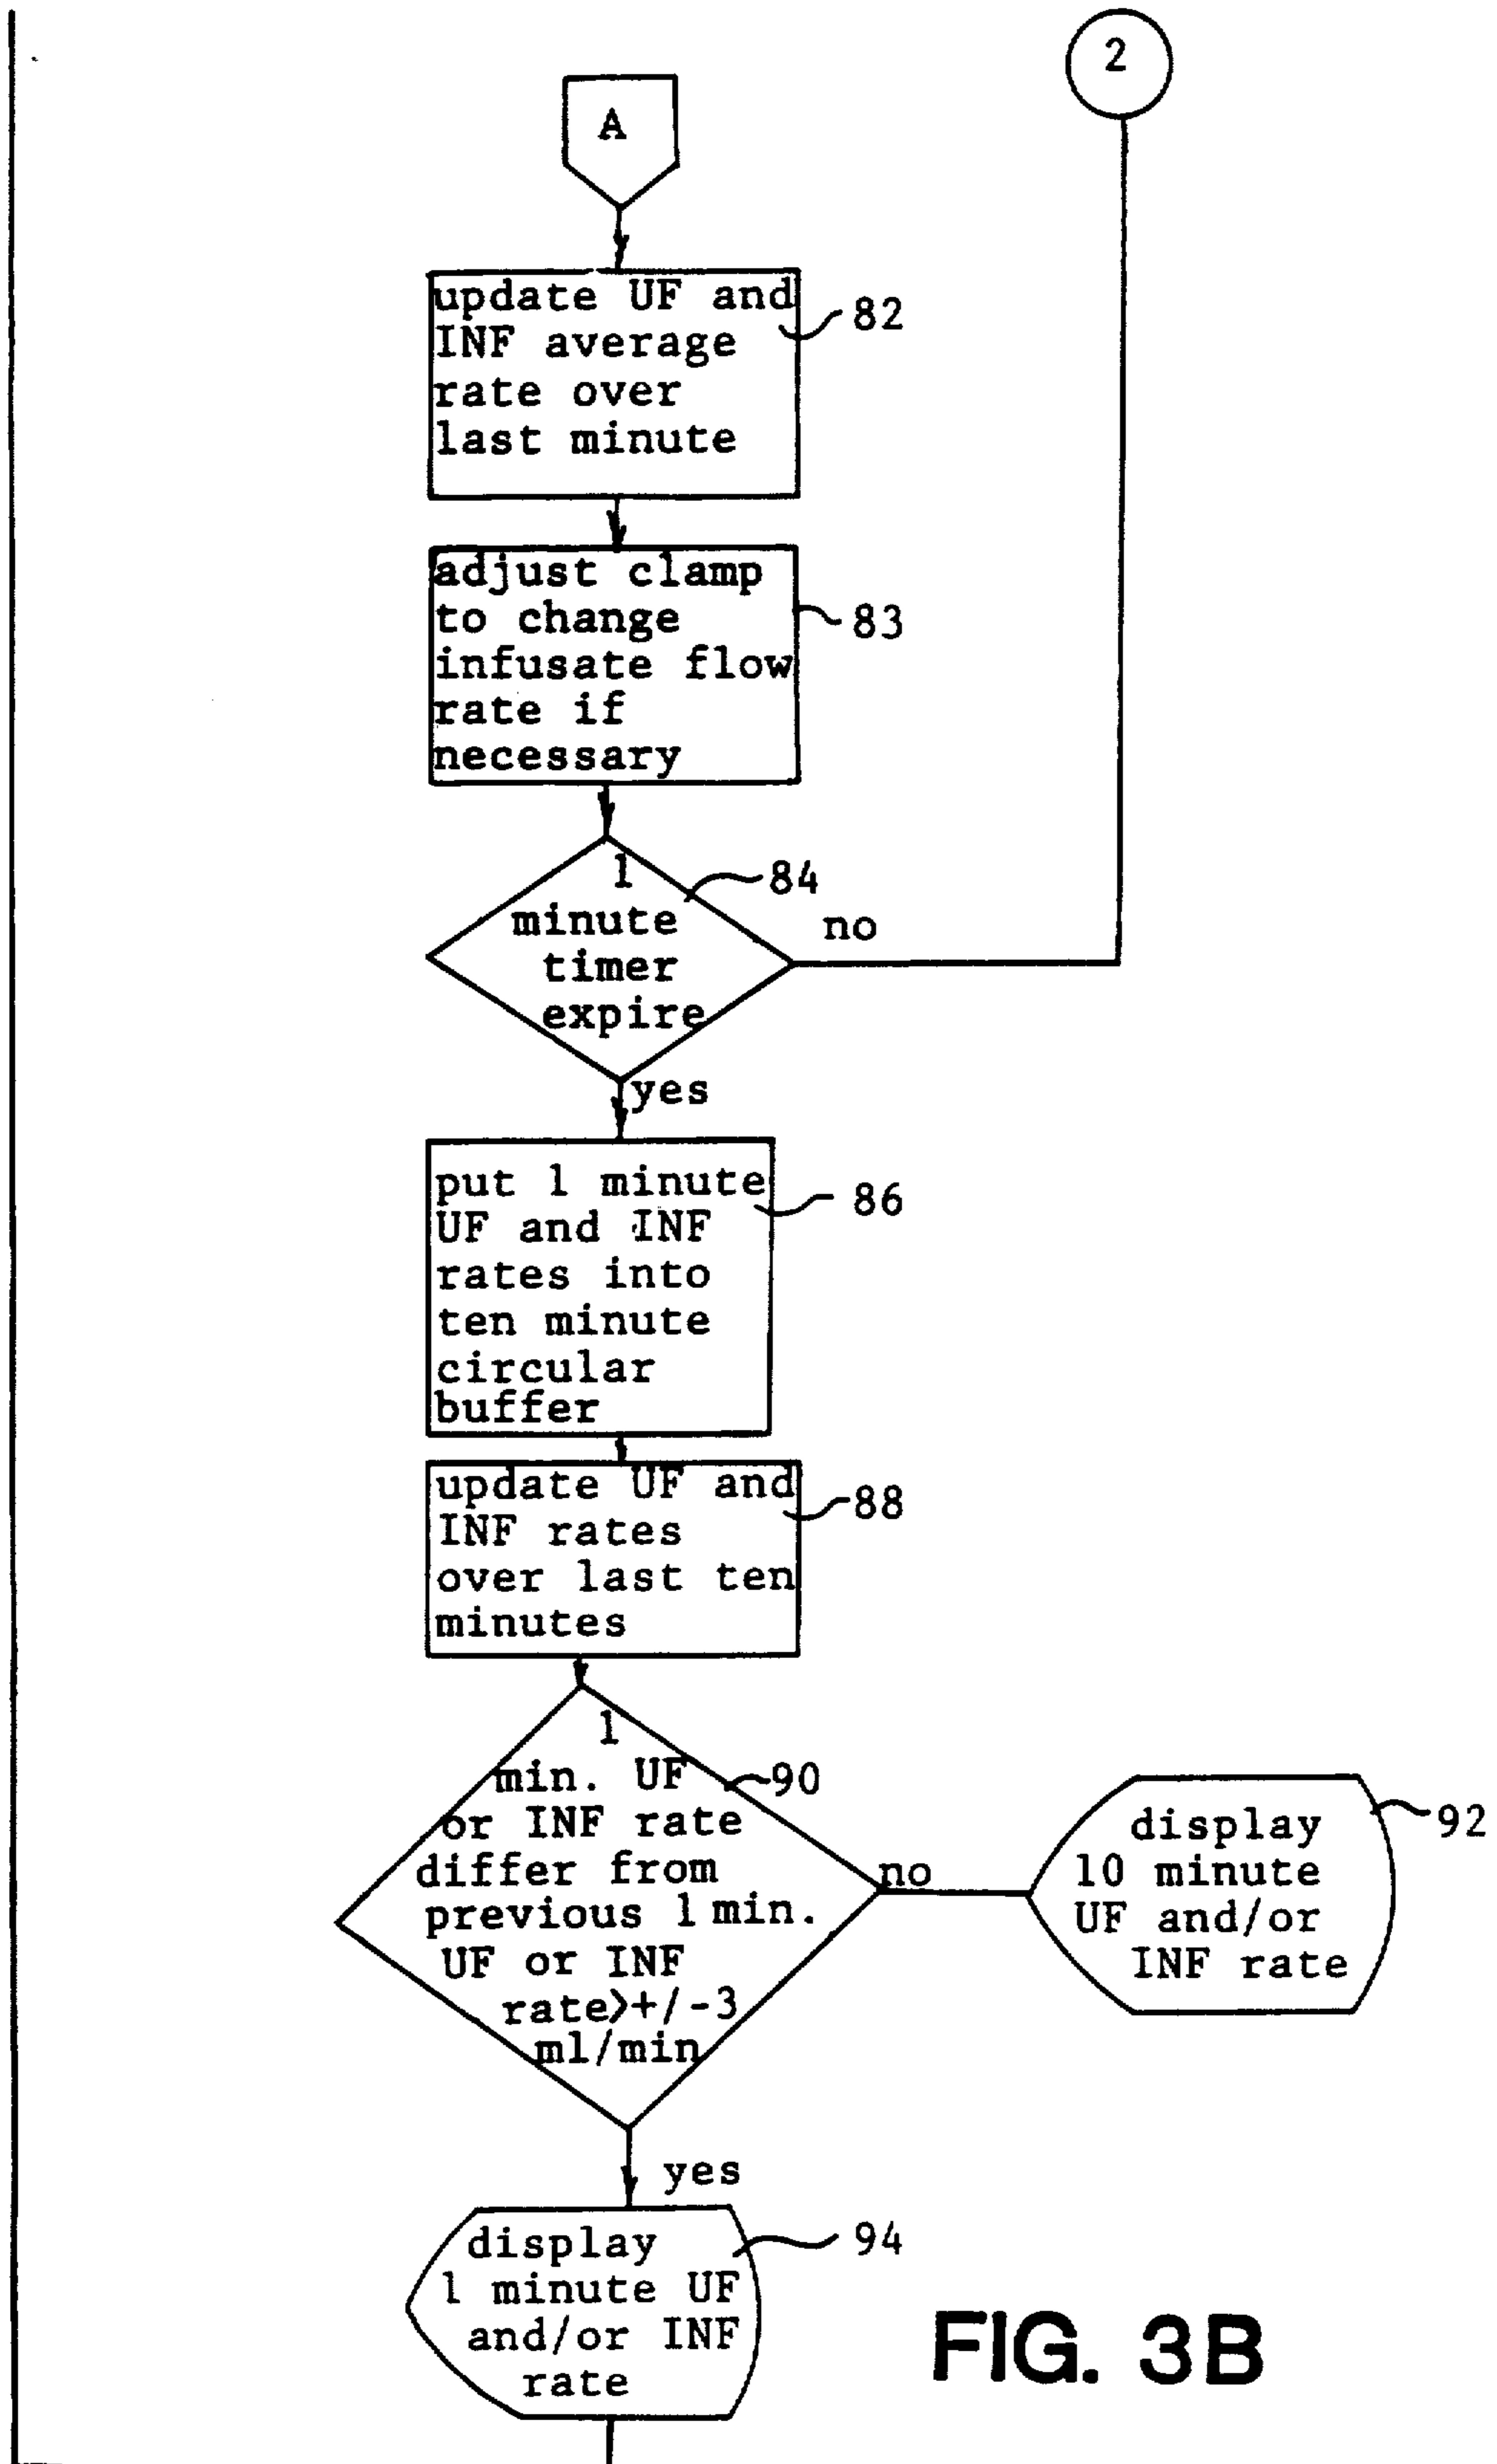 2
A
update UF and
INF average
rate over
last minute
82
adjust clamp
to change
infusate flow
rate if
necessary
83
1
minute
timer
expire
84
no
yes
put 1 minute
UF and INF
rates into
ten minute
circular
buffer
86
update UF and
INF rates
over last ten
minutes
88
1
min. UF
or INF rate
differ from
previous 1 min.
UF or INF
rate>+/-3
ml/min
90
no
display
10 minute
UF and/or
INF rate
92
yes
display
1 minute UF
and/or INF
rate
94
FIG. 3B